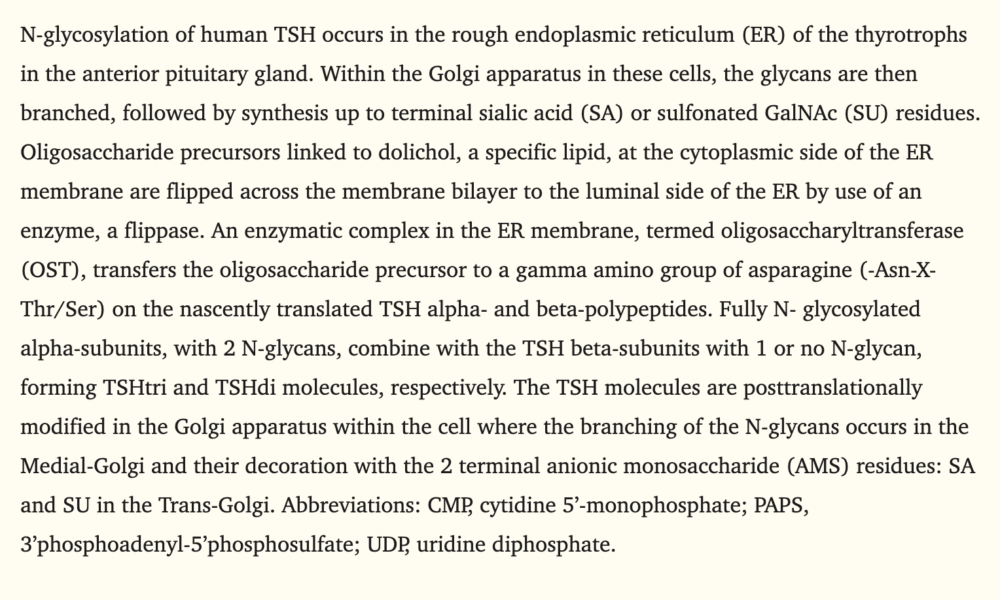 N-glycosylation of human TSH occurs in the rough endoplasmic reticulum (ER) of the thyrotrophs
in the anterior pituitary gland. Within the Golgi apparatus in these cells, the glycans are then
branched, followed by synthesis up to terminal sialic acid (SA) or sulfonated GalNAc (SU) residues.
Oligosaccharide precursors linked to dolichol, a specific lipid, at the cytoplasmic side of the ER
membrane are flipped across the membrane bilayer to the luminal side of the ER by use of an
enzyme, a flippase. An enzymatic complex in the ER membrane, termed oligosaccharyltransferase
(OST), transfers the oligosaccharide precursor to a gamma amino group of asparagine (-Asn-X-
Thr/Ser) on the nascently translated TSH alpha- and beta-polypeptides. Fully N- glycosylated
alpha-subunits, with 2 N-glycans, combine with the TSH beta-subunits with 1 or no N-glycan,
forming TSHtri and TSHdi molecules, respectively. The TSH molecules are posttranslationally
modified in the Golgi apparatus within the cell where the branching of the N-glycans occurs in the
Medial-Golgi and their decoration with the 2 terminal anionic monosaccharide (AMS) residues: SA
and SU in the Trans-Golgi. Abbreviations: CMP, cytidine 5’-monophosphate; PAPS,
3’phosphoadenyl-5’phosphosulfate; UDP, uridine diphosphate.